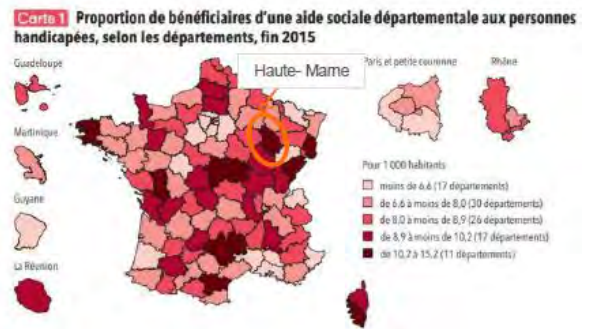 Carte 1 Proportion de bénéficiaires d'une aide sociale départementale aux personnes
handicapées, selon les départements, fin 2015
Guadeloupe
Haute- Marne
Paris et petite couronne
Rhône
Martinique
Guyane
La Réunion
Pour 1 000 habitants
moins de 6,6 (17 départements)
de 6,6 à moins de 8,0 (30 départements)
de 8,0 à moins de 8,9 (26 départements)
de 8,9 à moins de 10,2 (17 départements)
de 10,2 à 15,2 (11 départements)